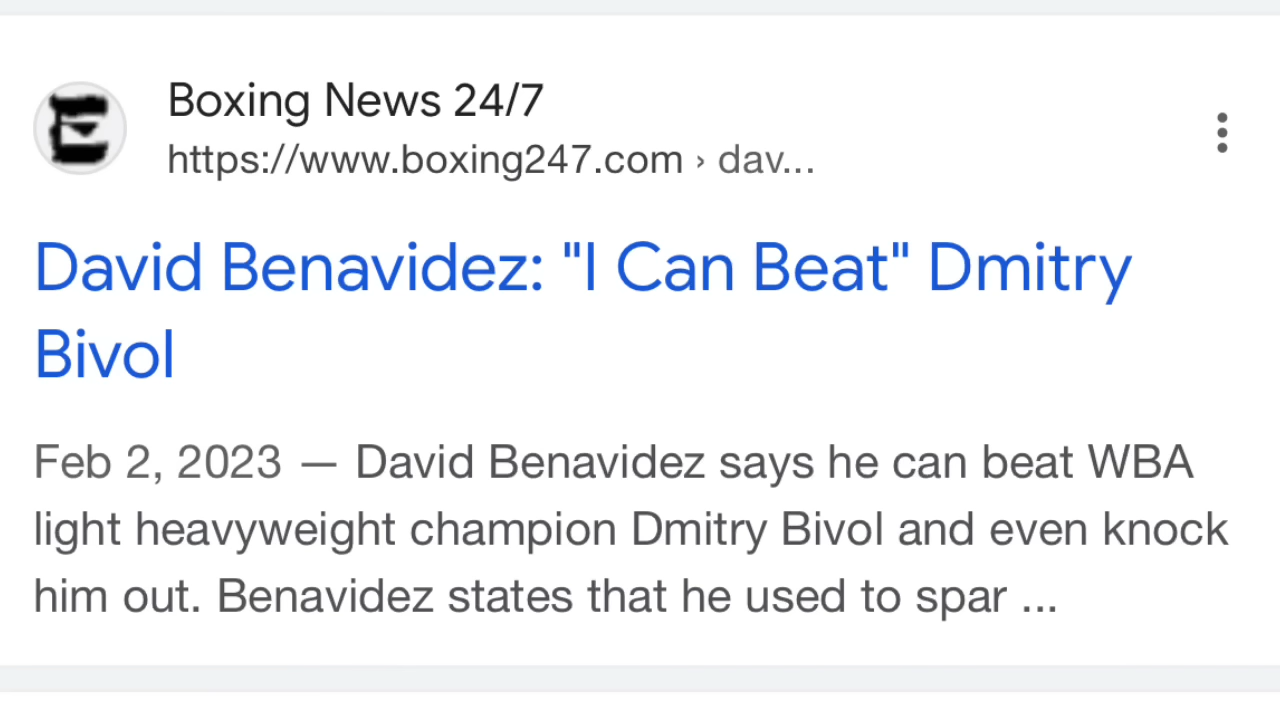 Boxing News 24/7
https://www.boxing247.com › dav...
David Benavidez: "I Can Beat" Dmitry
Bivol
Feb 2, 2023 — David Benavidez says he can beat WBA
light heavyweight champion Dmitry Bivol and even knock
him out. Benavidez states that he used to spar ...